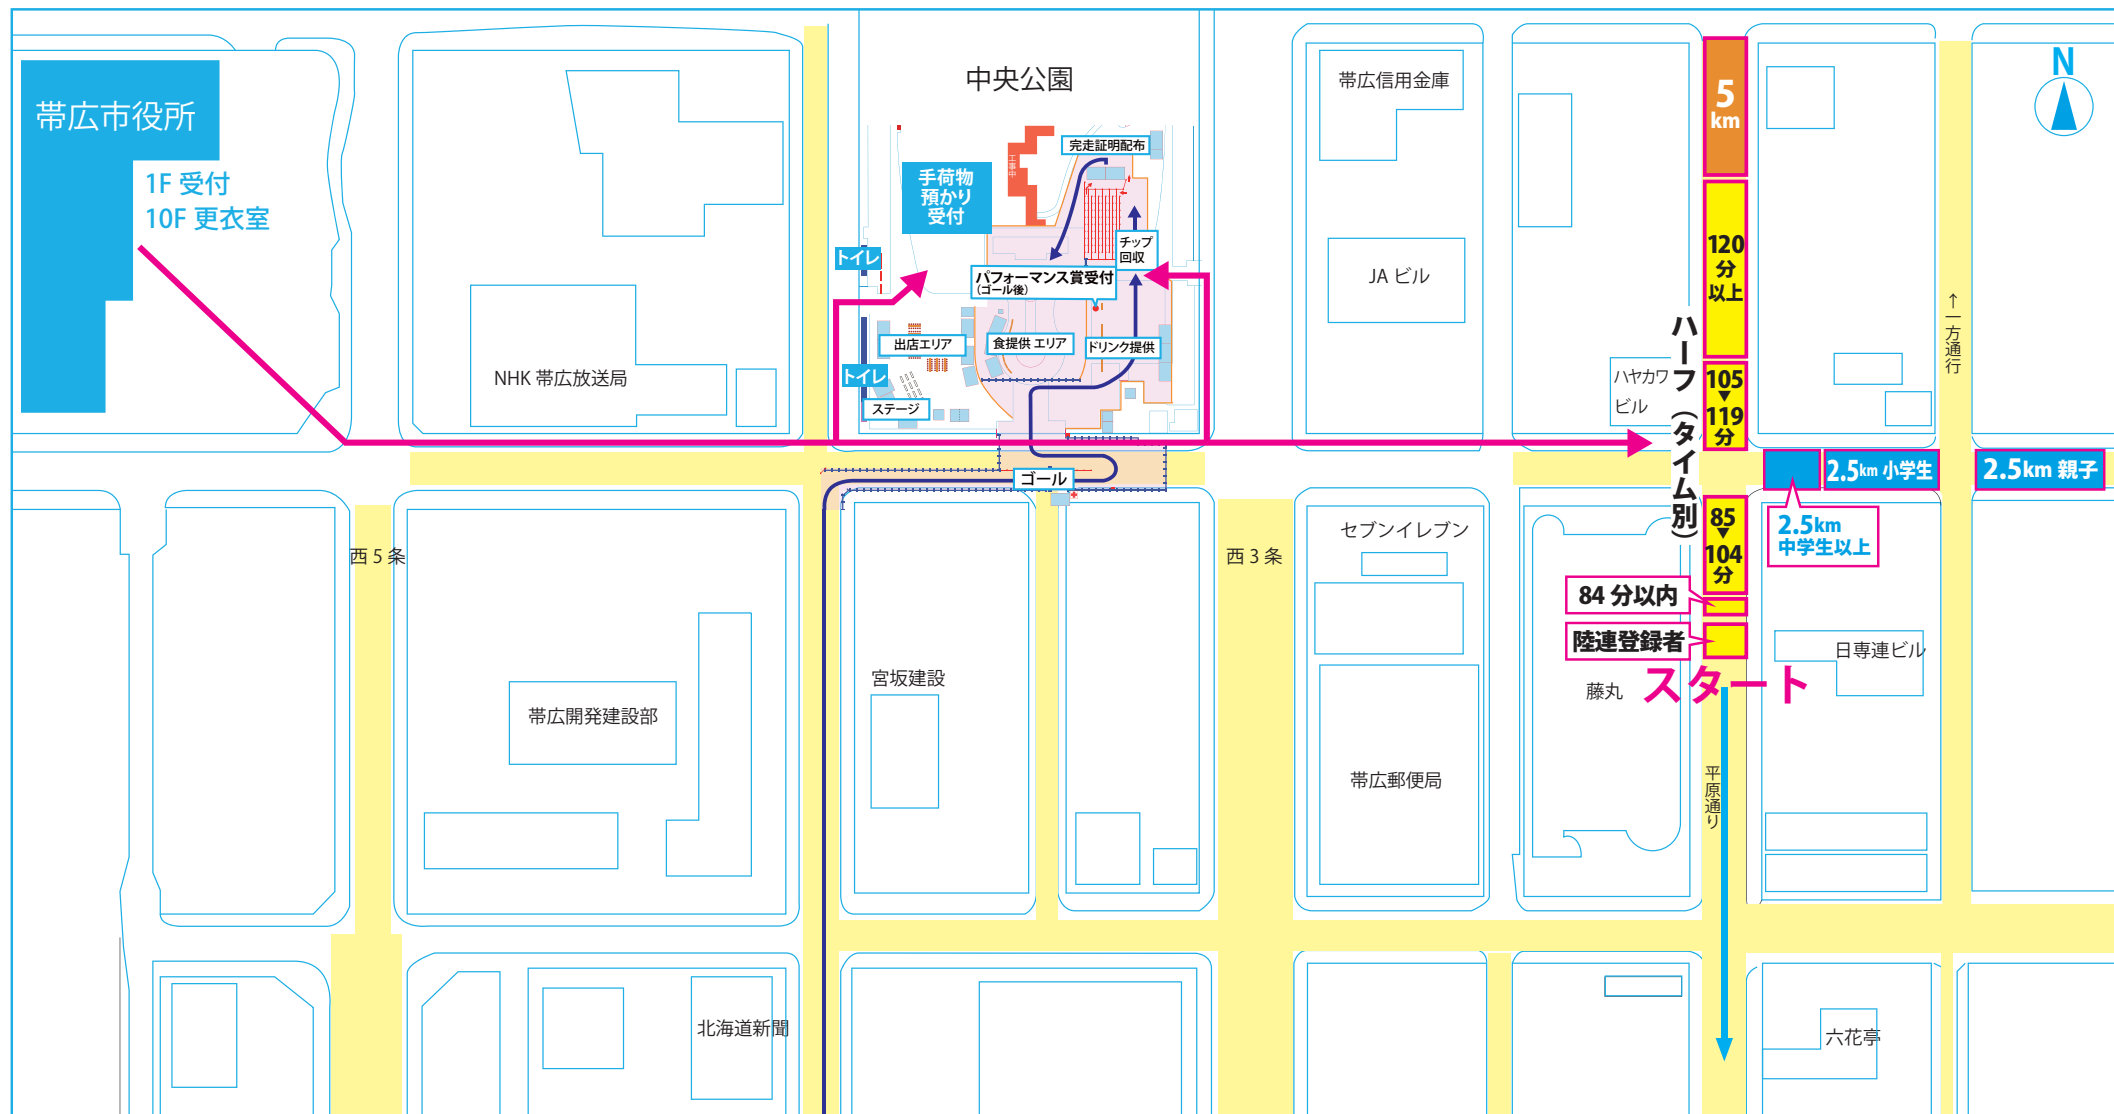 帯広市役所
1F 受付
10F 更衣室
NHK 帯広放送局
中央公園
工事中
完走証明配布
手荷物
預かり
受付
トイレ
チップ
回収
パフォーマンス賞受付
(ゴール後)
出店エリア
食提供 エリア
ドリンク提供
トイレ
ステージ
ゴール
帯広信用金庫
JA ビル
ハヤカワ
ビル
ハーフ(タイム別)
5
km
120
分
以上
105
▼
119
分
85
▼
104
分
84 分以内
陸連登録者
スタート
2.5km 小学生
2.5km 親子
2.5km
中学生以上
N
↑一方通行
西 5 条
西 3 条
セブンイレブン
宮坂建設
帯広開発建設部
帯広郵便局
藤丸
日専連ビル
平原通り
北海道新聞
六花亭